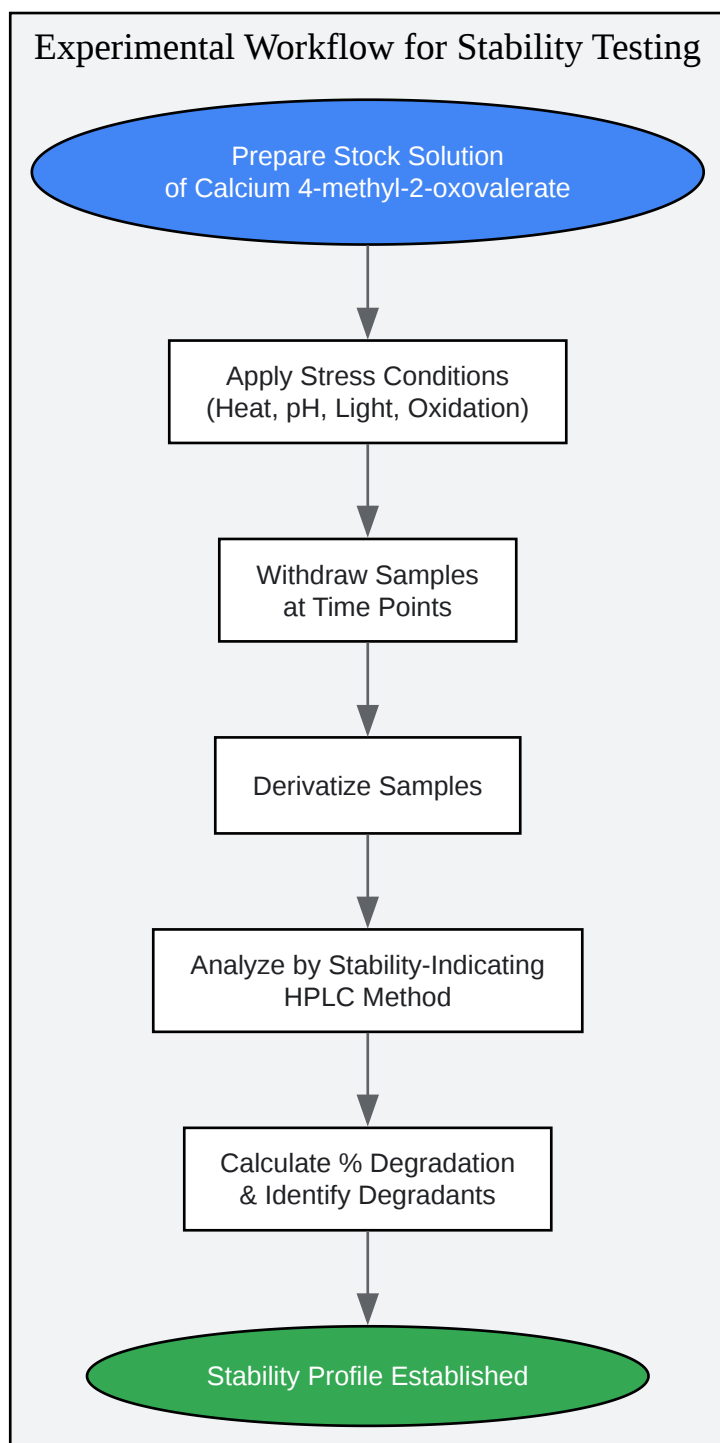 Experimental Workflow for Stability Testing
Prepare Stock Solution
of Calcium 4-methyl-2-oxovalerate
Apply Stress Conditions
(Heat, pH, Light, Oxidation)
Withdraw Samples
at Time Points
Derivatize Samples
Analyze by Stability-Indicating
HPLC Method
Calculate % Degradation
& Identify Degradants
Stability Profile Established